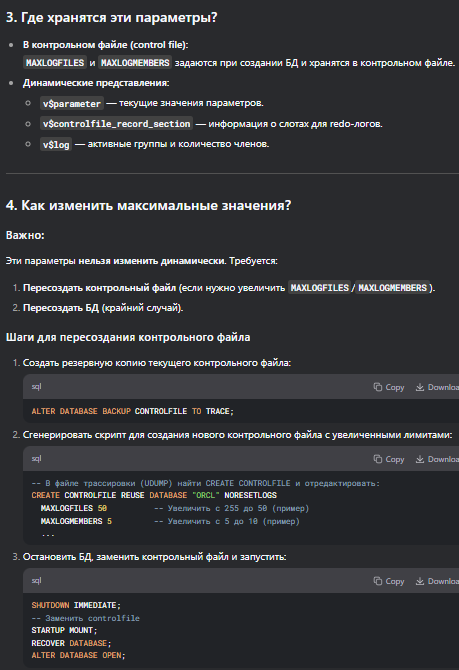 3. Где хранятся эти параметры?
В контрольном файле (control file):
MAXLOGFILES и MAXLOGMEMBERS задаются при создании БД и хранятся в контрольном файле.
Динамические представления:
v$parameter — текущие значения параметров.
v$controlfile_record_section — информация о слотах для redo-логов.
v$log — активные группы и количество членов.
4. Как изменить максимальные значения?
Важно:
Эти параметры нельзя изменить динамически. Требуется:
1. Пересоздать контрольный файл (если нужно увеличить MAXLOGFILES/MAXLOGMEMBERS).
2. Пересоздать БД (крайний случай).
Шаги для пересоздания контрольного файла
1. Создать резервную копию текущего контрольного файла:
sql Copy Downloa
ALTER DATABASE BACKUP CONTROLFILE TO TRACE;
2. Сгенерировать скрипт для создания нового контрольного файла с увеличенными лимитами:
sql Copy Downloa
-- В файле трассировки (UDUMP) найти CREATE CONTROLFILE и отредактировать:
CREATE CONTROLFILE REUSE DATABASE "ORCL" NORESETLOGS
MAXLOGFILES 50 -- Увеличить с 255 до 50 (пример)
MAXLOGMEMBERS 5 -- Увеличить с 5 до 10 (пример)
...
3. Остановить БД, заменить контрольный файл и запустить:
sql Copy Downloa
SHUTDOWN IMMEDIATE;
-- Заменить controlfile
STARTUP MOUNT;
RECOVER DATABASE;
ALTER DATABASE OPEN;